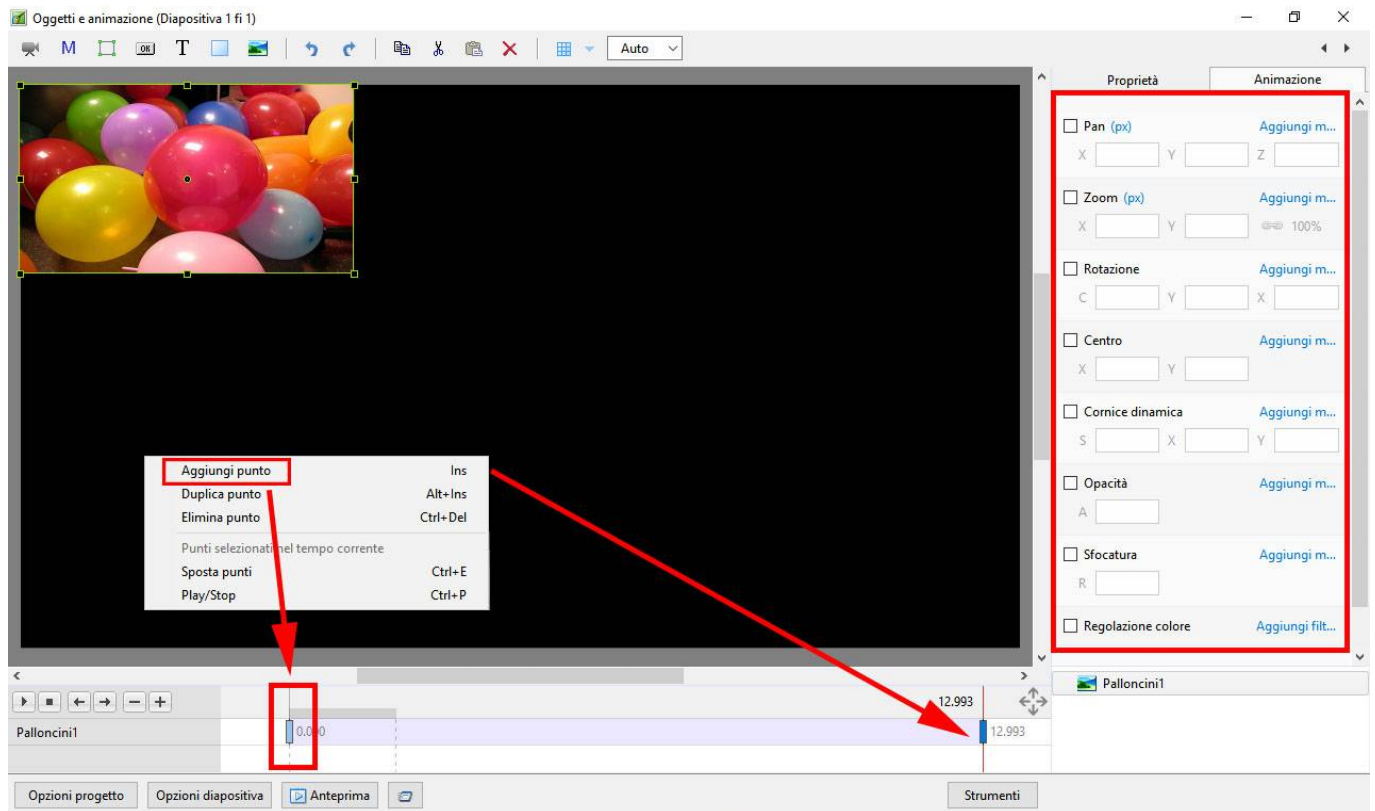 Oggetti e animazione (Diapositiva 1 fi 1)
M OK T Auto
Proprietà Animazione
Pan (px) Aggiungi m...
X Y Z
Zoom (px) Aggiungi m...
X Y 100%
Rotazione Aggiungi m...
C Y X
Centro Aggiungi m...
X Y
Cornice dinamica Aggiungi m...
S X Y
Opacità Aggiungi m...
A
Sfocatura Aggiungi m...
R
Regolazione colore Aggiungi filt...
Aggiungi punto Ins
Duplica punto Alt+Ins
Elimina punto Ctrl+Del
Punti selezionati nel tempo corrente
Sposta punti Ctrl+E
Play/Stop Ctrl+P
12.993
Palloncini1
Palloncini1 0.000 12.993
Opzioni progetto Opzioni diapositiva Anteprima Strumenti